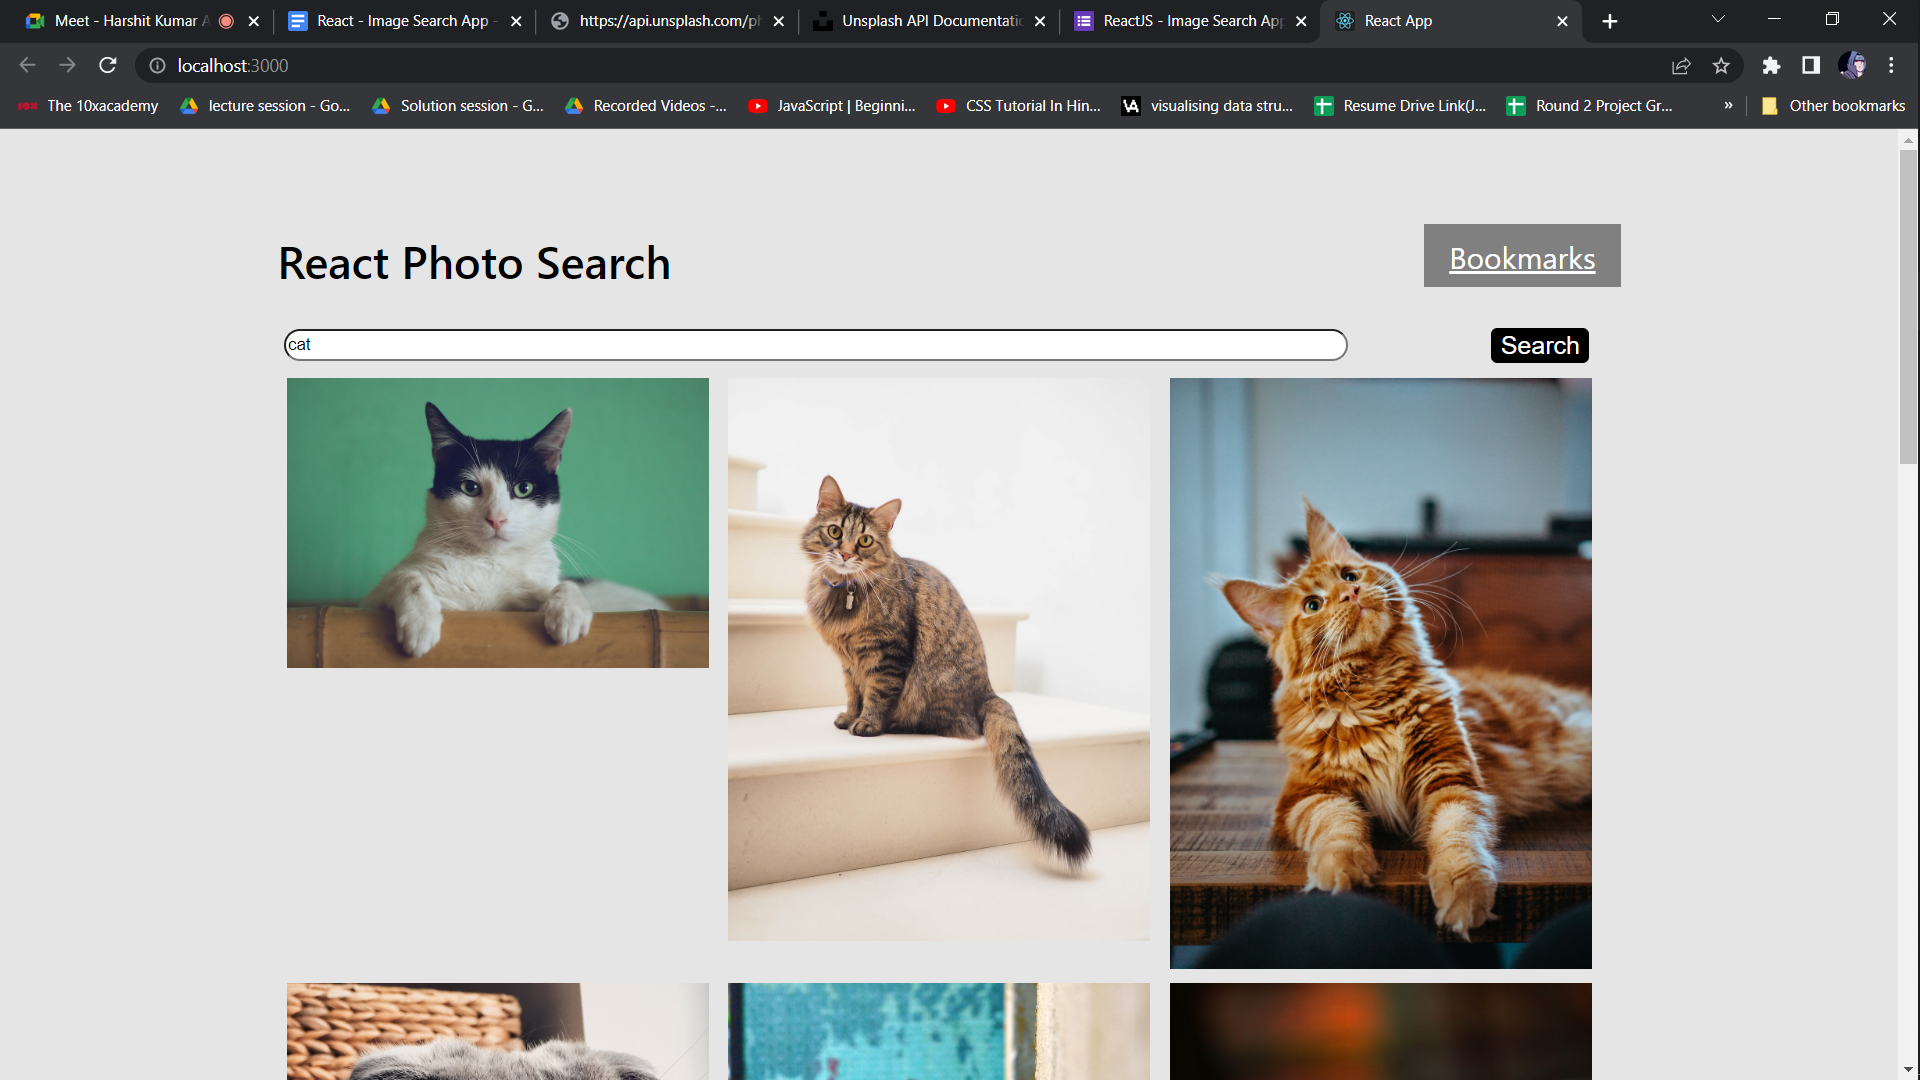 Meet - Harshit Kumar A
React - Image Search App -
https://api.unsplash.com/ph
Unsplash API Documentatio
ReactJS - Image Search App
React App
localhost:3000
The 10xacademy
lecture session - Go...
Solution session - G...
Recorded Videos -...
JavaScript | Beginni...
CSS Tutorial In Hin...
visualising data stru...
Resume Drive Link(J...
Round 2 Project Gr...
»
Other bookmarks
React Photo Search
Bookmarks
cat
Search